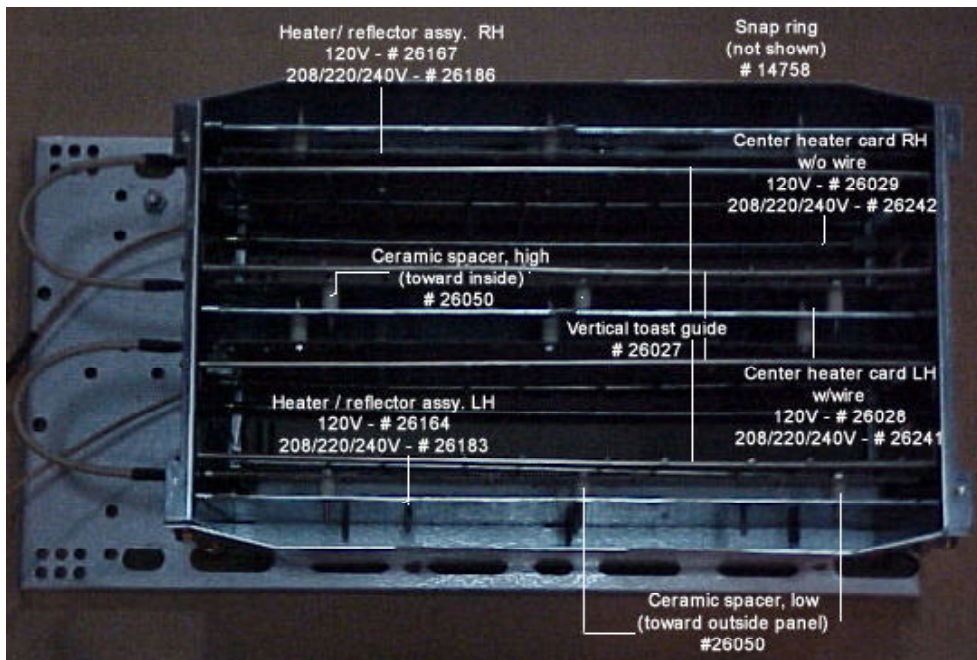 Heater/ reflector assy.  RH
120V - # 26167
208/220/240V - # 26186
Snap ring
(not shown)
# 14758
Center heater card RH
w/o wire
120V - # 26029
208/220/240V - # 26242
Ceramic spacer, high
(toward inside)
# 26050
Vertical toast guide
# 26027
Center heater card LH
w/wire
120V - # 26028
208/220/240V - # 26241
Heater / reflector assy. LH
120V - # 26164
208/220/240V - # 26183
Ceramic spacer, low
(toward outside panel)
#26050